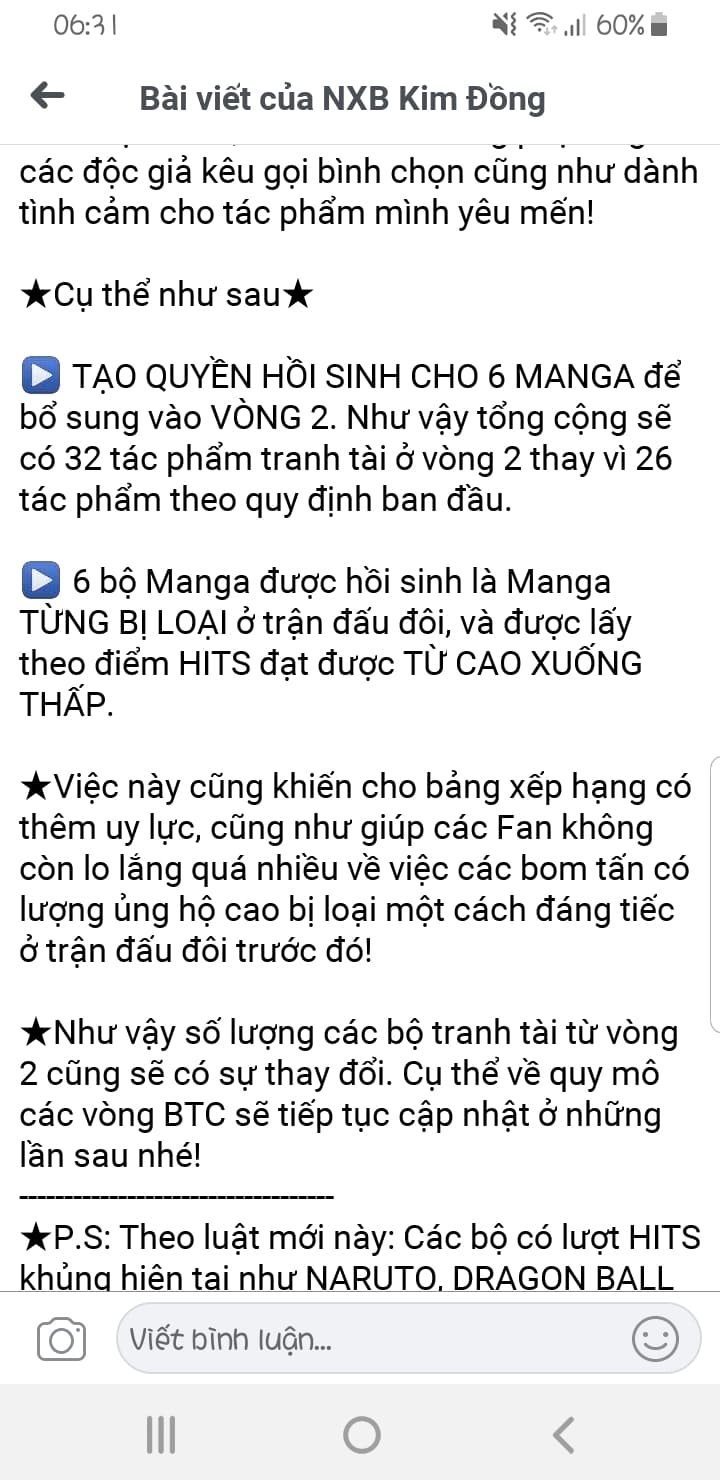 06:31
60%
Bài viết của NXB Kim Đồng
các độc giả kêu gọi bình chọn cũng như dành
tình cảm cho tác phẩm mình yêu mến!
★Cụ thể như sau★
▶ TẠO QUYỀN HỒI SINH CHO 6 MANGA để
bổ sung vào VÒNG 2. Như vậy tổng cộng sẽ
có 32 tác phẩm tranh tài ở vòng 2 thay vì 26
tác phẩm theo quy định ban đầu.
▶ 6 bộ Manga được hồi sinh là Manga
TỪNG BỊ LOẠI ở trận đấu đôi, và được lấy
theo điểm HITS đạt được TỪ CAO XUỐNG
THẤP.
★Việc này cũng khiến cho bảng xếp hạng có
thêm uy lực, cũng như giúp các Fan không
còn lo lắng quá nhiều về việc các bom tấn có
lượng ủng hộ cao bị loại một cách đáng tiếc
ở trận đấu đôi trước đó!
★Như vậy số lượng các bộ tranh tài từ vòng
2 cũng sẽ có sự thay đổi. Cụ thể về quy mô
các vòng BTC sẽ tiếp tục cập nhật ở những
lần sau nhé!
-----------------------------------
★P.S: Theo luật mới này: Các bộ có lượt HITS
khủng hiện tại như NARUTO, DRAGON BALL
Viết bình luận...